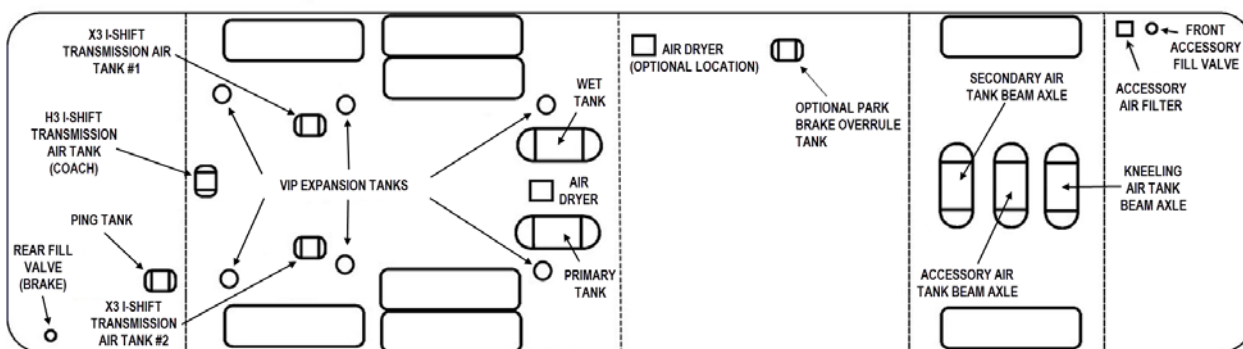 X3 I-SHIFT
TRANSMISSION AIR
TANK #1
H3 I-SHIFT
TRANSMISSION
AIR TANK
(COACH)
PING TANK
REAR FILL
VALVE
(BRAKE)
X3 I-SHIFT
TRANSMISSION
AIR TANK #2
VIP EXPANSION TANKS
WET
TANK
AIR
DRYER
PRIMARY
TANK
AIR DRYER
(OPTIONAL LOCATION)
OPTIONAL PARK
BRAKE OVERRULE
TANK
SECONDARY AIR
TANK BEAM AXLE
ACCESSORY AIR
TANK BEAM AXLE
FRONT
ACCESSORY
FILL VALVE
ACCESSORY
AIR FILTER
KNEELING
AIR TANK
BEAM AXLE